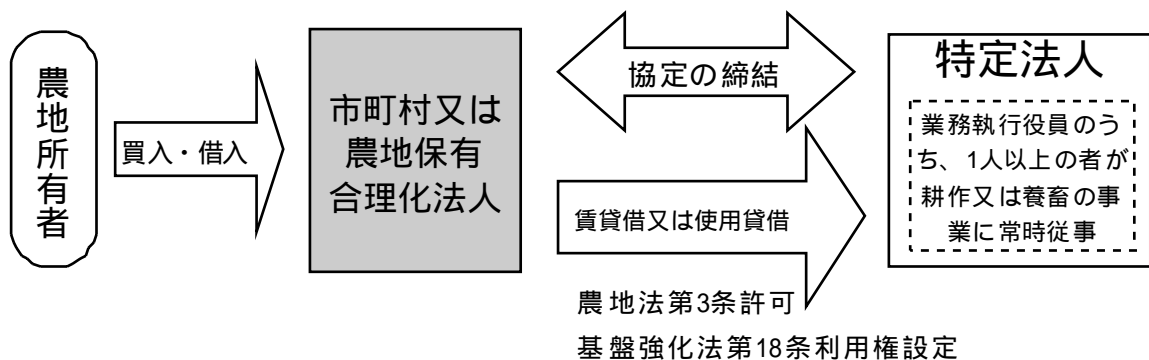 農地所有者
買入・借入
市町村又は
農地保有
合理化法人
協定の締結
賃貸借又は使用貸借
農地法第3条許可
基盤強化法第18条利用権設定
特定法人
業務執行役員のう
ち、1人以上の者が
耕作又は養畜の事
業に常時従事